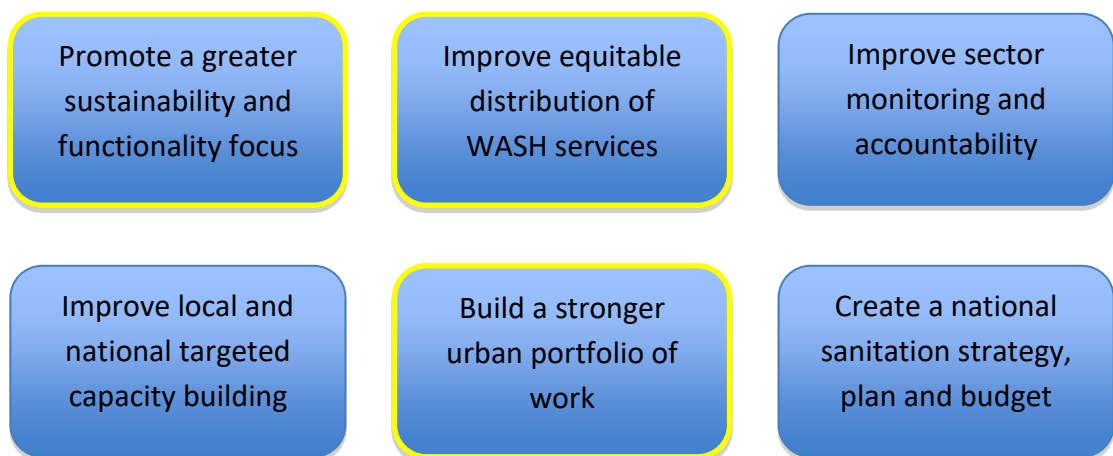 Promote a greater
sustainability and
functionality focus
Improve equitable
distribution of
WASH services
Improve sector
monitoring and
accountability
Improve local and
national targeted
capacity building
Build a stronger
urban portfolio of
work
Create a national
sanitation strategy,
plan and budget